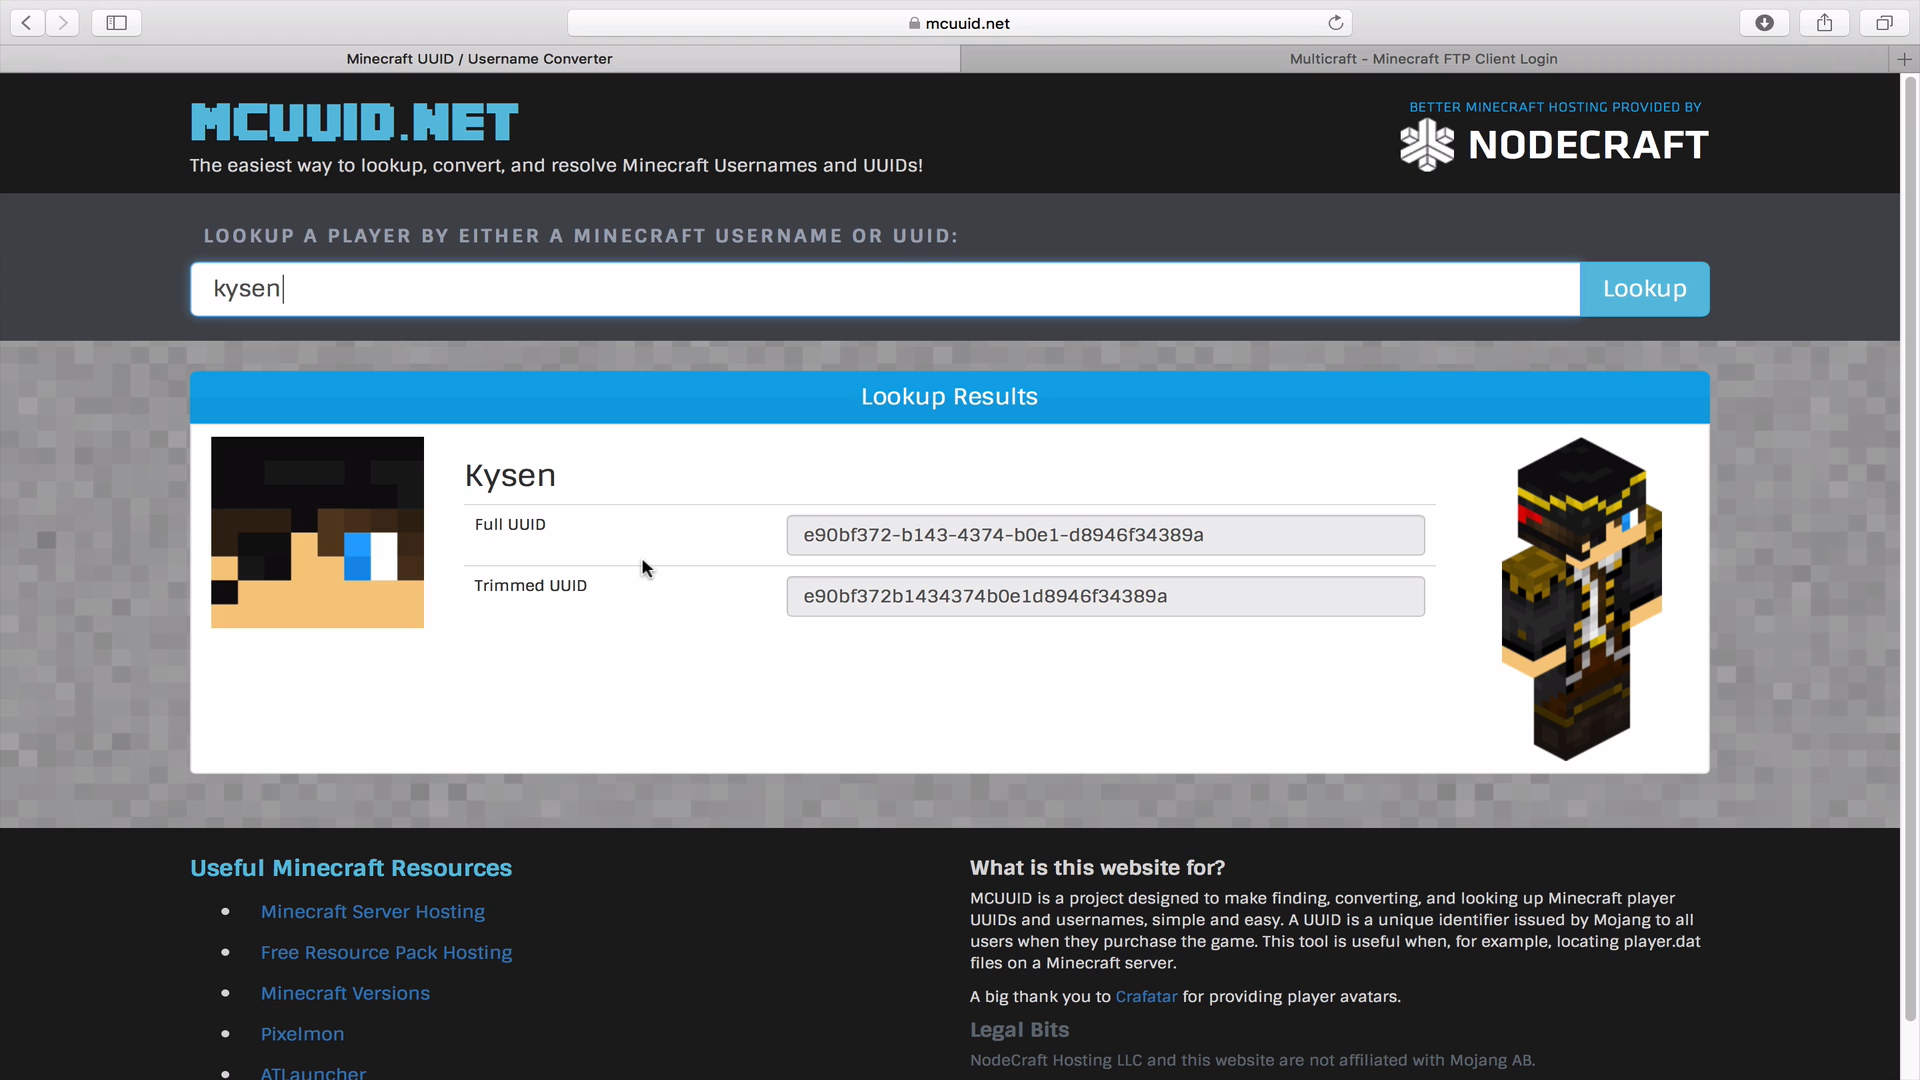 mcuuid.net
Minecraft UUID / Username Converter
Multicraft - Minecraft FTP Client Login
MCUUID.NET
The easiest way to lookup, convert, and resolve Minecraft Usernames and UUIDs!
BETTER MINECRAFT HOSTING PROVIDED BY
NODECRAFT
LOOKUP A PLAYER BY EITHER A MINECRAFT USERNAME OR UUID:
kysen
Lookup
Lookup Results
Kysen
Full UUID
e90bf372-b143-4374-b0e1-d8946f34389a
Trimmed UUID
e90bf372b1434374b0e1d8946f34389a
Useful Minecraft Resources
Minecraft Server Hosting
Free Resource Pack Hosting
Minecraft Versions
Pixelmon
ATLauncher
What is this website for?
MCUUID is a project designed to make finding, converting, and looking up Minecraft player
UUIDs and usernames, simple and easy. A UUID is a unique identifier issued by Mojang to all
users when they purchase the game. This tool is useful when, for example, locating player.dat
files on a Minecraft server.
A big thank you to Crafatar for providing player avatars.
Legal Bits
NodeCraft Hosting LLC and this website are not affiliated with Mojang AB.